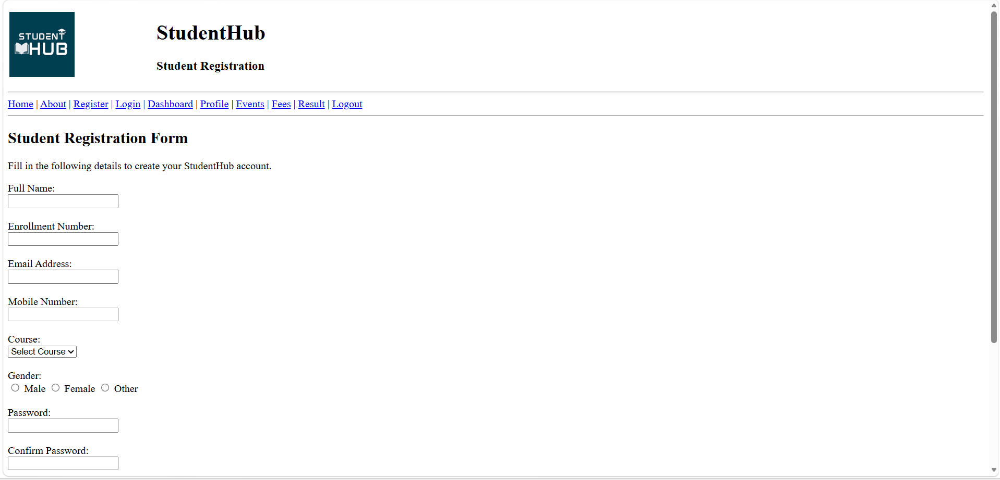 STUDENT
HUB
StudentHub
Student Registration
Home | About | Register | Login | Dashboard | Profile | Events | Fees | Result | Logout
Student Registration Form
Fill in the following details to create your StudentHub account.
Full Name:
Enrollment Number:
Email Address:
Mobile Number:
Course:
Select Course
Gender:
Male Female Other
Password:
Confirm Password: